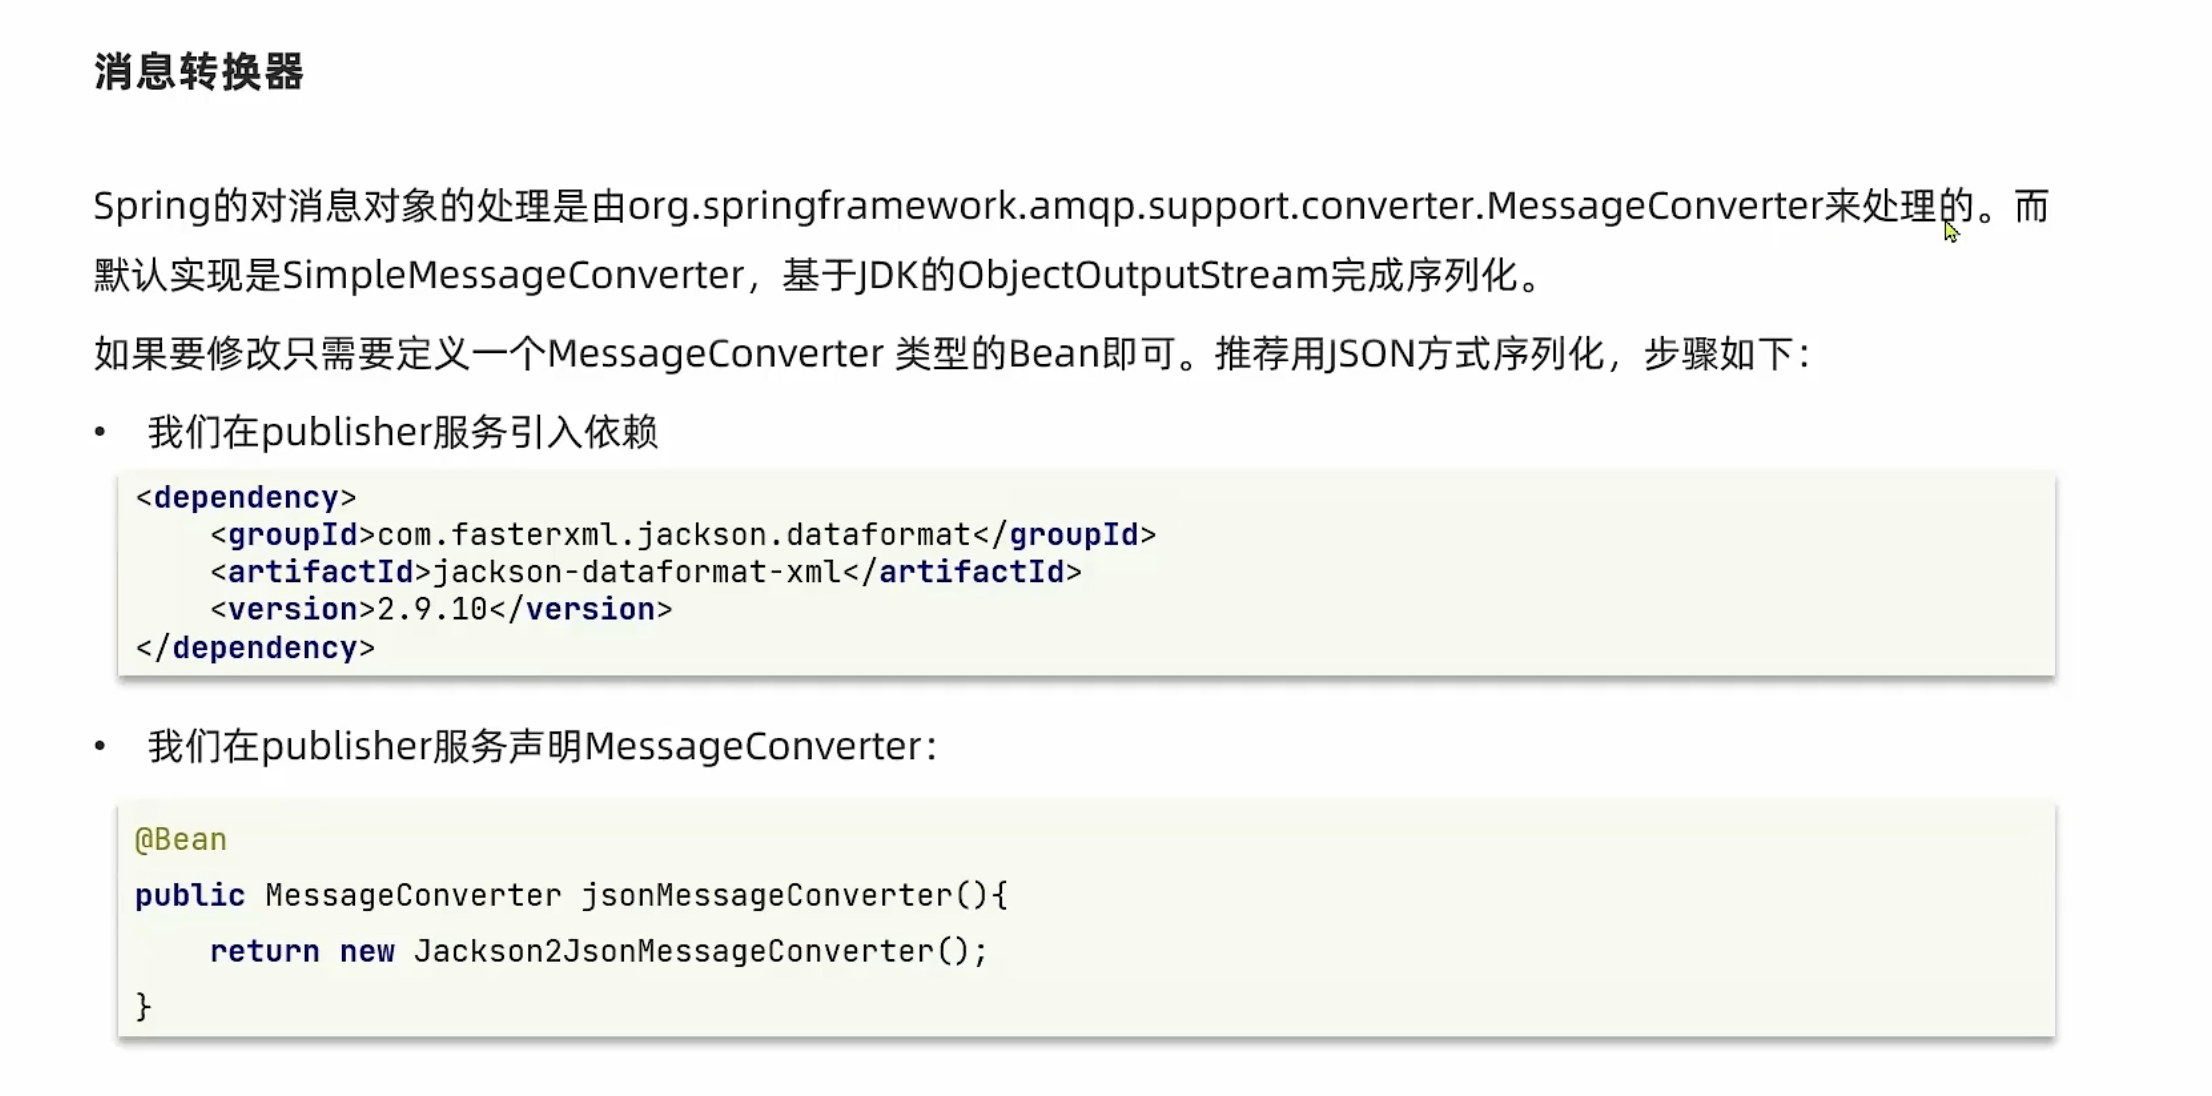 消息转换器
Spring的对消息对象的处理是由org.springframework.amqp.support.converter.MessageConverter来处理的。而
默认实现是SimpleMessageConverter，基于JDK的ObjectOutputStream完成序列化。
如果要修改只需要定义一个MessageConverter 类型的Bean即可。推荐用JSON方式序列化，步骤如下：
• 我们在publisher服务引入依赖
<dependency>
    <groupId>com.fasterxml.jackson.dataformat</groupId>
    <artifactId>jackson-dataformat-xml</artifactId>
    <version>2.9.10</version>
</dependency>
• 我们在publisher服务声明MessageConverter：
@Bean
public MessageConverter jsonMessageConverter(){
    return new Jackson2JsonMessageConverter();
}